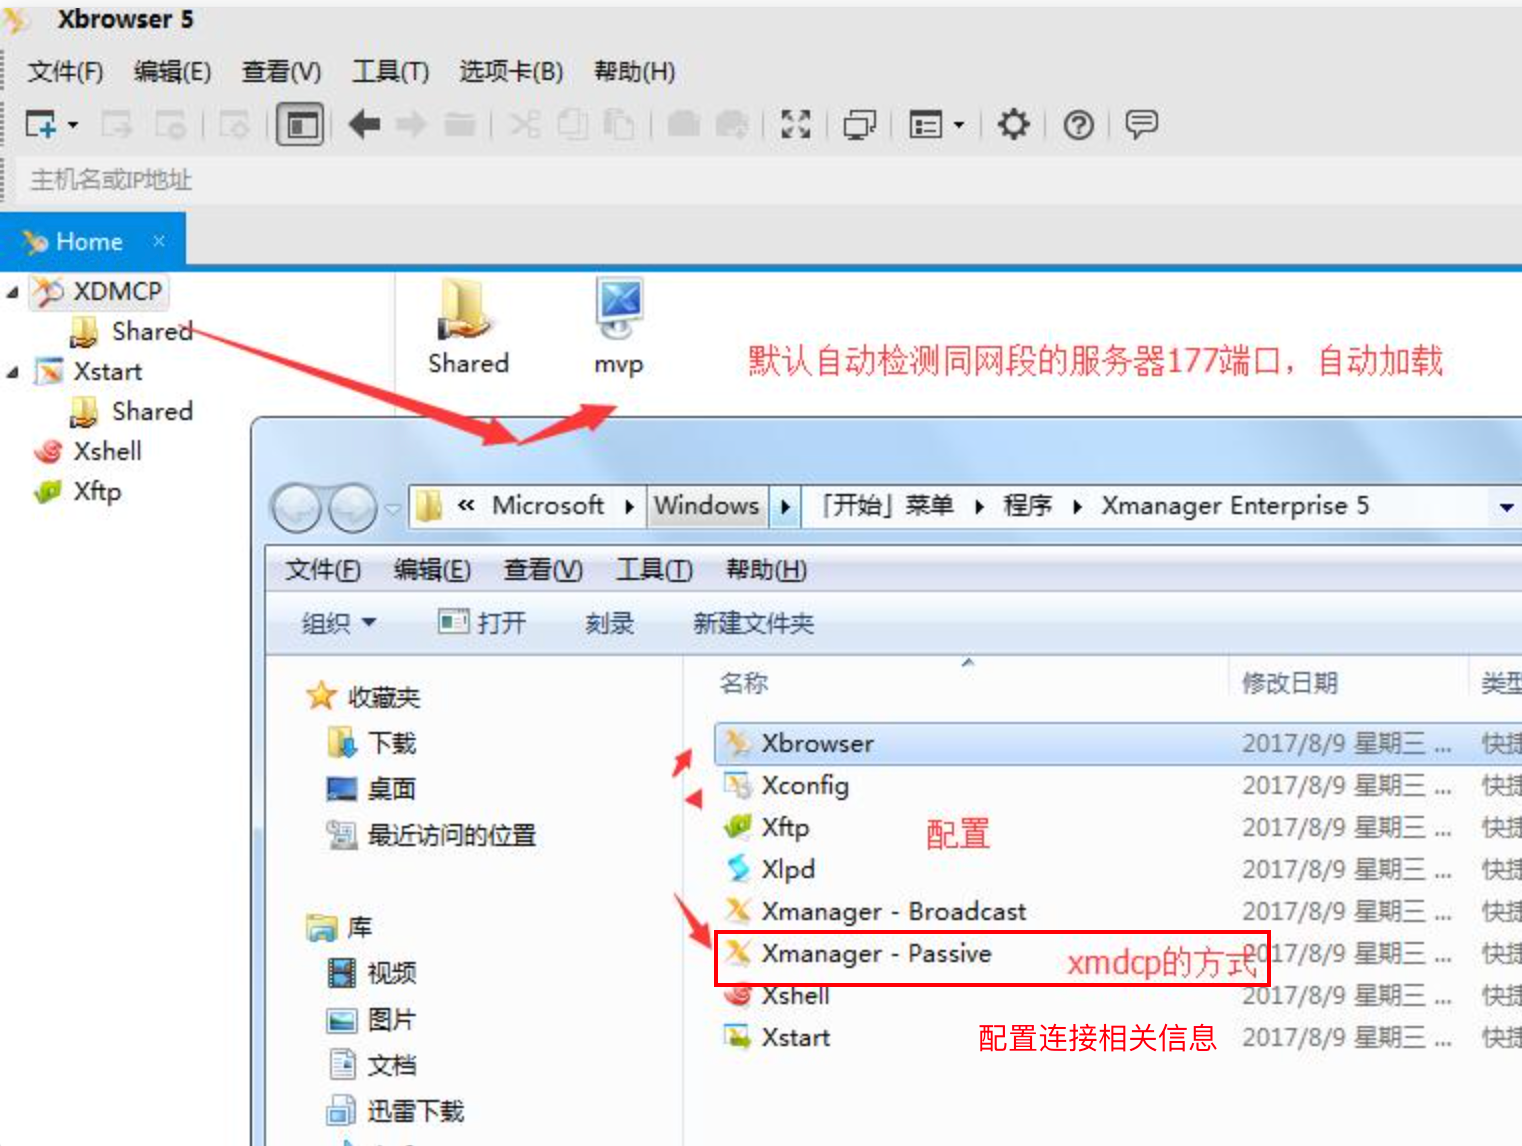 Xbrowser 5
文件(F) 编辑(E) 查看(V) 工具(T) 选项卡(B) 帮助(H)
主机名或IP地址
Home ×
XDMCP
Shared
Xstart
Shared
Xshell
Xftp
Shared
mvp
默认自动检测同网段的服务器177端口，自动加载
« Microsoft Windows 「开始」菜单 程序 Xmanager Enterprise 5
文件(F) 编辑(E) 查看(V) 工具(T) 帮助(H)
组织 打开 刻录 新建文件夹
收藏夹
下载
桌面
最近访问的位置
库
视频
图片
文档
迅雷下载
名称 修改日期 类型
Xbrowser 2017/8/9 星期三 ... 快捷
Xconfig 2017/8/9 星期三 ... 快捷
Xftp 配置 2017/8/9 星期三 ... 快捷
Xlpd 2017/8/9 星期三 ... 快捷
Xmanager - Broadcast 2017/8/9 星期三 ... 快捷
Xmanager - Passive xmdcp的方式 2017/8/9 星期三 ... 快捷
Xshell 2017/8/9 星期三 ... 快捷
Xstart 配置连接相关信息 2017/8/9 星期三 ... 快捷